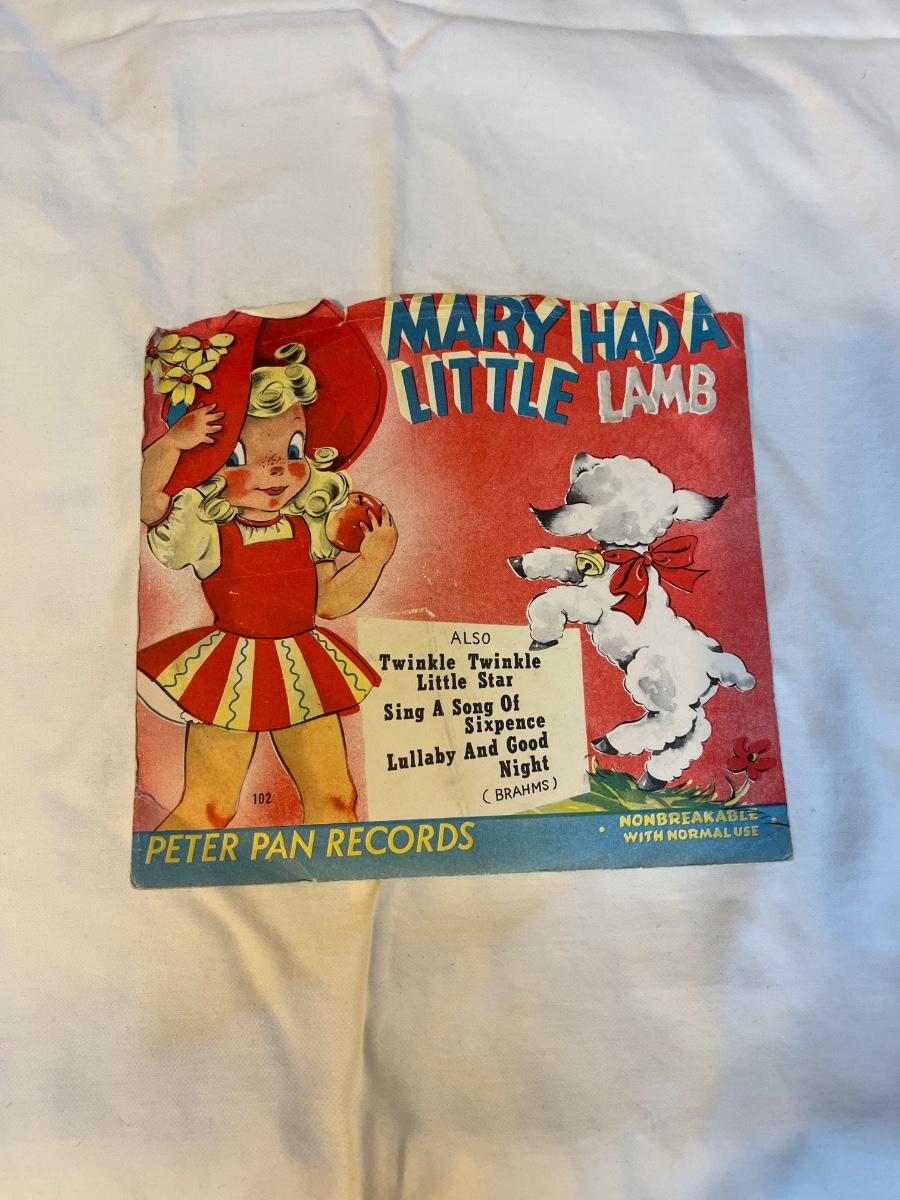 MARY HAD A
LITTLE LAMB
ALSO
Twinkle Twinkle
Little Star
Sing A Song Of
Sixpence
Lullaby And Good
Night
(BRAHMS)
102
PETER PAN RECORDS
NONBREAKABLE
WITH NORMAL USE